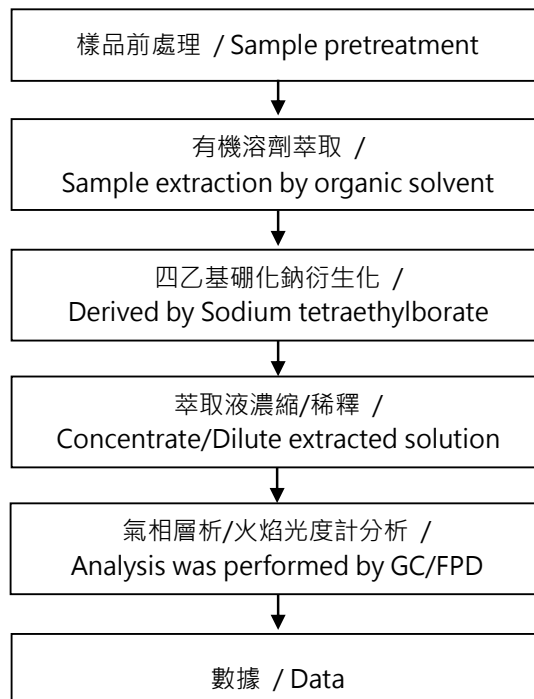 樣品前處理 / Sample pretreatment
有機溶劑萃取 /
Sample extraction by organic solvent
四乙基硼化鈉衍生化 /
Derived by Sodium tetraethylborate
萃取液濃縮/稀釋 /
Concentrate/Dilute extracted solution
氣相層析/火焰光度計分析 /
Analysis was performed by GC/FPD
數據 / Data